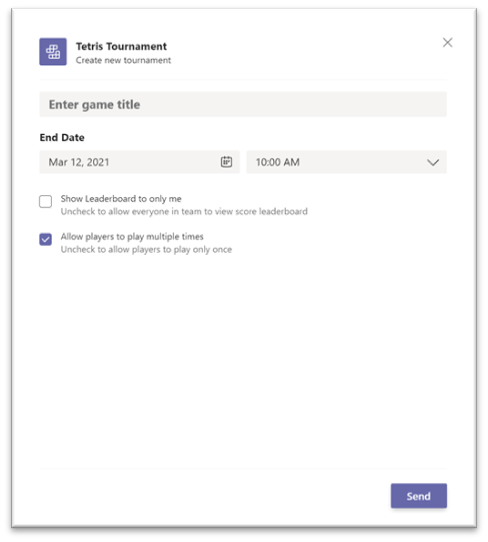 Tetris Tournament
Create new tournament
Enter game title
End Date
Mar 12, 2021
10:00 AM
Show Leaderboard to only me
Uncheck to allow everyone in team to view score leaderboard
Allow players to play multiple times
Uncheck to allow players to play only once
Send